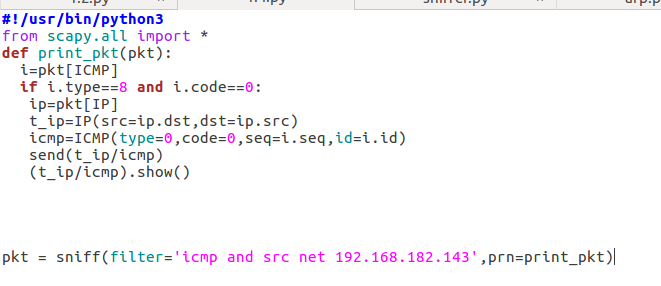 #!/usr/bin/python3
from scapy.all import *
def print_pkt(pkt):
  i=pkt[ICMP]
  if i.type==8 and i.code==0:
   ip=pkt[IP]
   t_ip=IP(src=ip.dst,dst=ip.src)
   icmp=ICMP(type=0,code=0,seq=i.seq,id=i.id)
   send(t_ip/icmp)
   (t_ip/icmp).show()
pkt = sniff(filter='icmp and src net 192.168.182.143',prn=print_pkt)